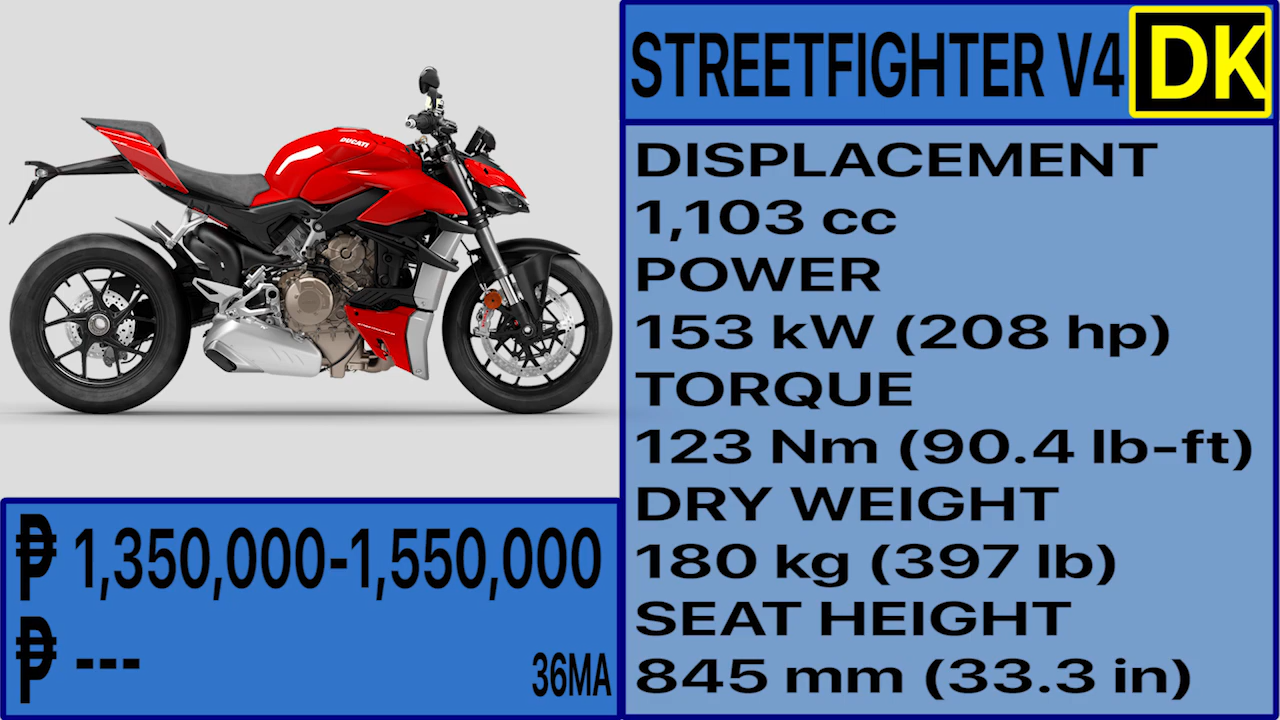 STREETFIGHTER V4
DK
DUCATI
DISPLACEMENT
1,103 cc
POWER
153 kW (208 hp)
TORQUE
123 Nm (90.4 lb-ft)
DRY WEIGHT
180 kg (397 lb)
SEAT HEIGHT
845 mm (33.3 in)
₱ 1,350,000-1,550,000
₱ ---
36MA